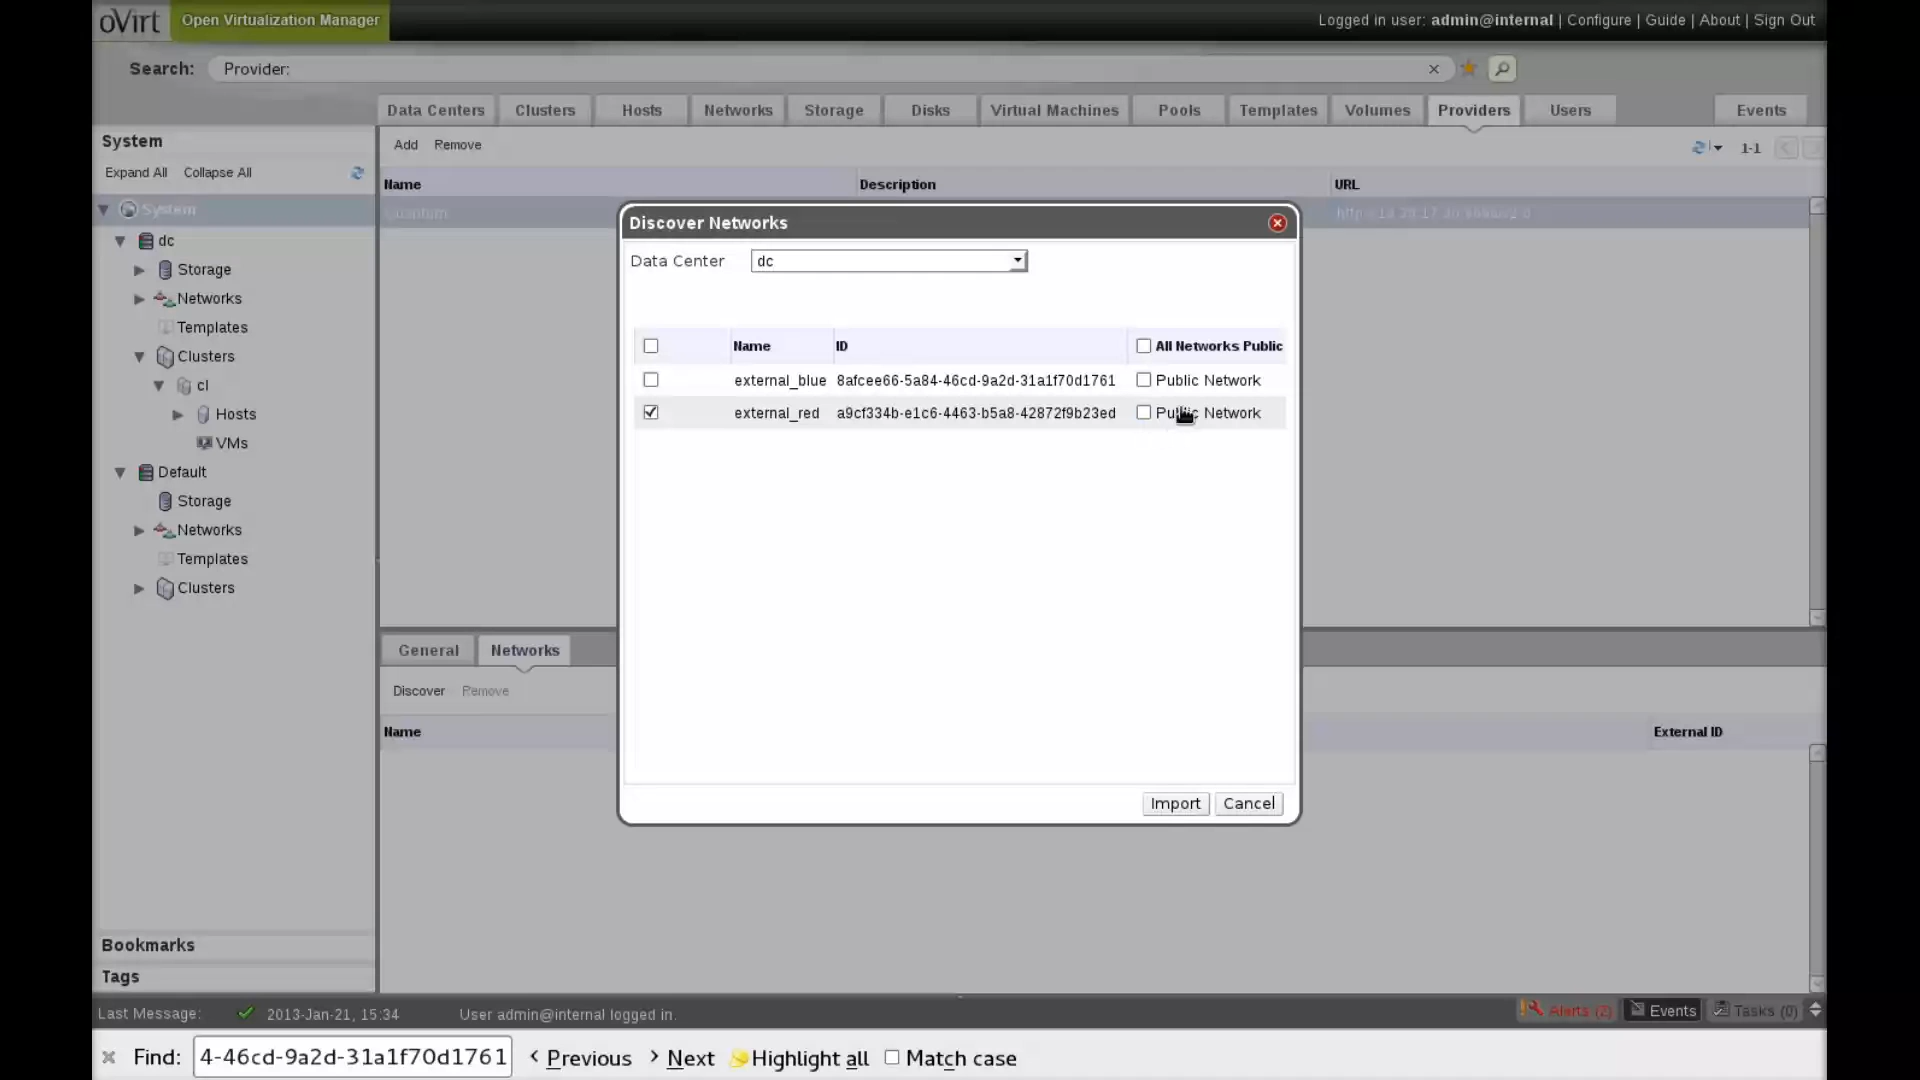 oVirt Open Virtualization Manager
Logged in user: admin@internal | Configure | Guide | About | Sign Out
Search: Provider:
Data Centers Clusters Hosts Networks Storage Disks Virtual Machines Pools Templates Volumes Providers Users Events
System
Expand All Collapse All
System
dc
Storage
Networks
Templates
Clusters
cl
Hosts
VMs
Default
Storage
Networks
Templates
Clusters
Bookmarks
Tags
Add Remove
1-1
Name Description URL
Discover Networks
Data Center dc
Name ID All Networks Public
external_blue 8afcee66-5a84-46cd-9a2d-31a1f70d1761 Public Network
external_red a9cf334b-e1c6-4463-b5a8-42872f9b23ed Public Network
Import Cancel
General Networks
Discover Remove
Name External ID
Last Message: 2013-Jan-21, 15:34 User admin@internal logged in.
Alerts (2) Events Tasks (0)
Find: 4-46cd-9a2d-31a1f70d1761 Previous Next Highlight all Match case